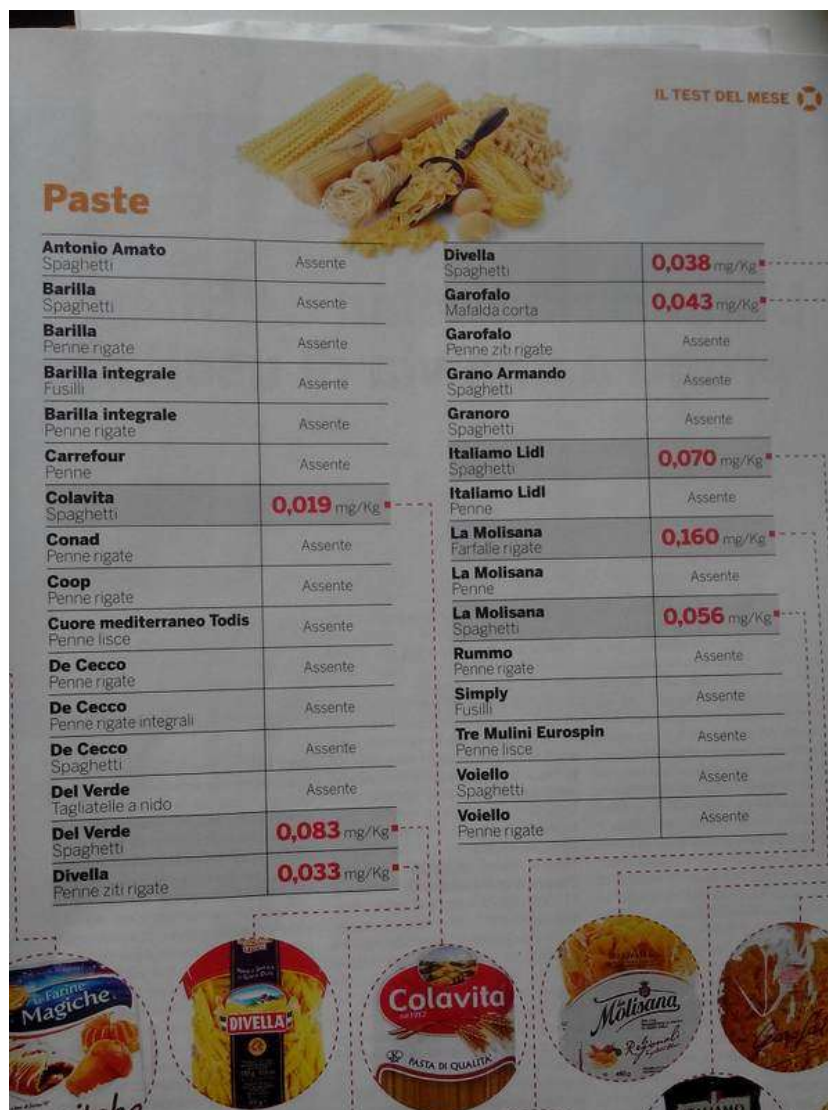 IL TEST DEL MESE
Paste
Antonio Amato
Spaghetti
Assente
Barilla
Spaghetti
Assente
Barilla
Penne rigate
Assente
Barilla integrale
Fusilli
Assente
Barilla integrale
Penne rigate
Assente
Carrefour
Penne
Assente
Colavita
Spaghetti
0,019 mg/Kg
Conad
Penne rigate
Assente
Coop
Penne rigate
Assente
Cuore mediterraneo Todis
Penne lisce
Assente
De Cecco
Penne rigate
Assente
De Cecco
Penne rigate integrali
Assente
De Cecco
Spaghetti
Assente
Del Verde
Tagliatelle a nido
Assente
Del Verde
Spaghetti
0,083 mg/Kg
Divella
Penne ziti rigate
0,033 mg/Kg
Divella
Spaghetti
0,038 mg/Kg
Garofalo
Mafalda corta
0,043 mg/Kg
Garofalo
Penne ziti rigate
Assente
Grano Armando
Spaghetti
Assente
Granoro
Spaghetti
Assente
Italiamo Lidl
Spaghetti
0,070 mg/Kg
Italiamo Lidl
Penne
Assente
La Molisana
Farfalle rigate
0,160 mg/Kg
La Molisana
Penne
Assente
La Molisana
Spaghetti
0,056 mg/Kg
Rummo
Penne rigate
Assente
Simply
Fusilli
Assente
Tre Mulini Eurospin
Penne lisce
Assente
Voiello
Spaghetti
Assente
Voiello
Penne rigate
Assente
le Farine
Magiche
DIVELLA
Colavita
PASTA DI QUALITA'
La
Molisana